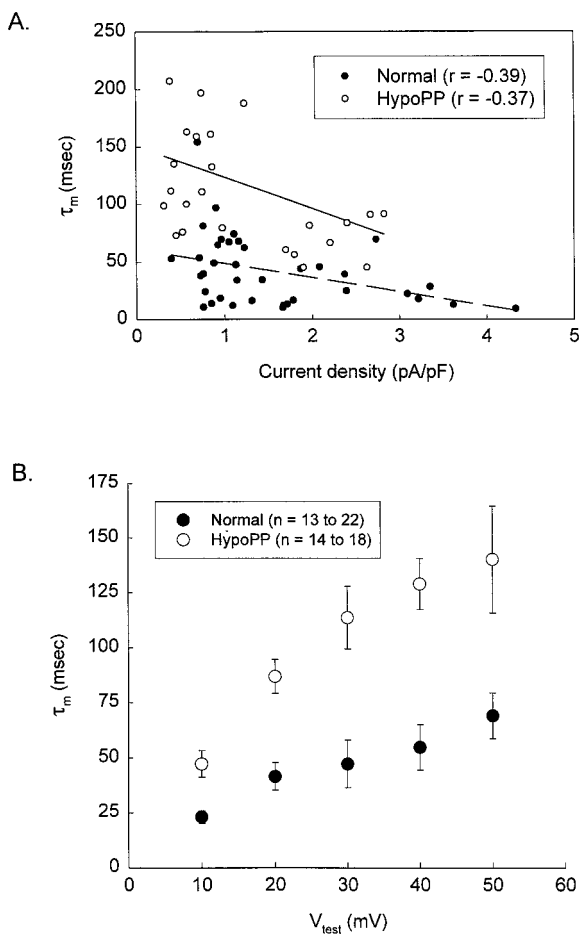 A.
250
200
150
100
50
0
τm (msec)
Normal (r = -0.39)
HypoPP (r = -0.37)
0 1 2 3 4 5
Current density (pA/pF)
B.
175
150
125
100
75
50
25
0
τm (msec)
Normal (n = 13 to 22)
HypoPP (n = 14 to 18)
0 10 20 30 40 50 60
Vtest (mV)